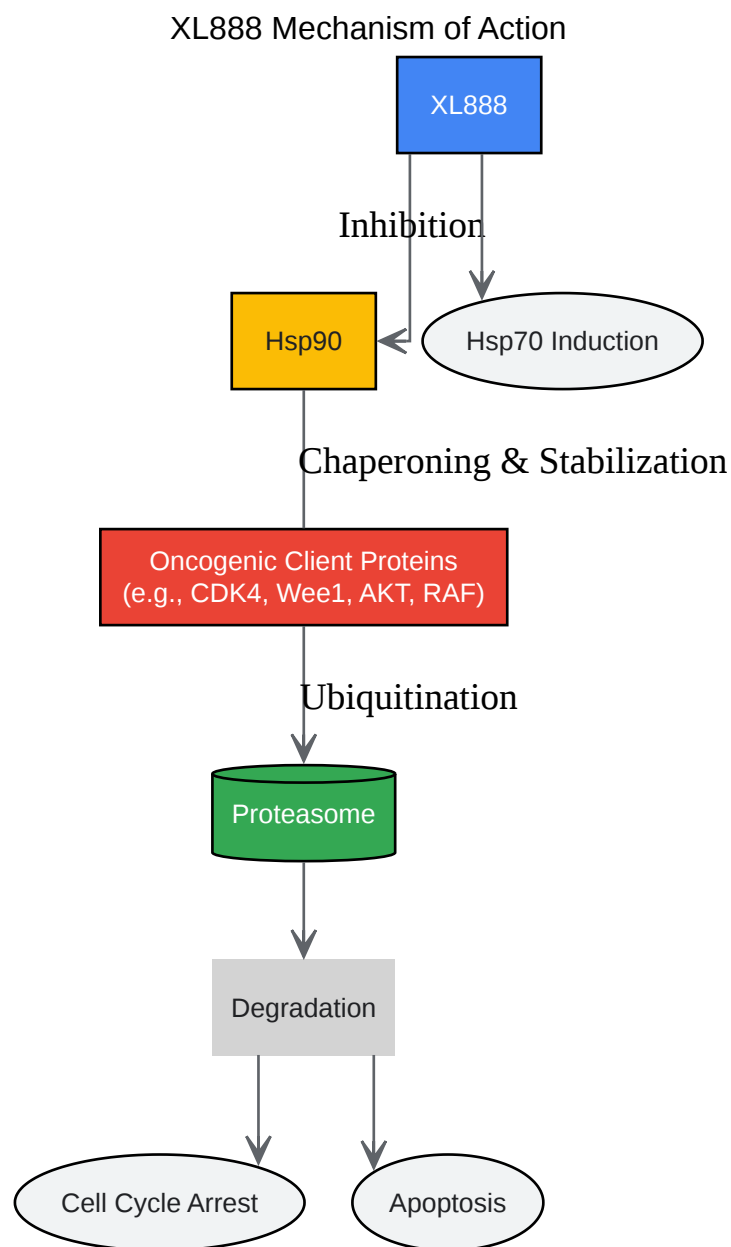 XL888 Mechanism of Action
XL888
Inhibition
Hsp90
Hsp70 Induction
Chaperoning & Stabilization
Oncogenic Client Proteins
(e.g., CDK4, Wee1, AKT, RAF)
Ubiquitination
Proteasome
Degradation
Cell Cycle Arrest
Apoptosis